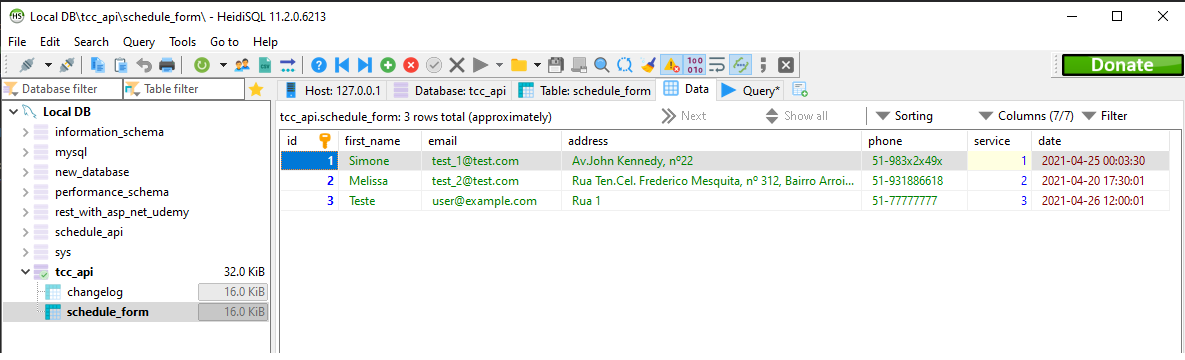 HS Local DB\tcc_api\schedule_form\ - HeidiSQL 11.2.0.6213
File Edit Search Query Tools Go to Help
Donate
Database filter Table filter
Host: 127.0.0.1 Database: tcc_api Table: schedule_form Data Query*
tcc_api.schedule_form: 3 rows total (approximately) Next Show all Sorting Columns (7/7) Filter
Local DB
information_schema
mysql
new_database
performance_schema
rest_with_asp_net_udemy
schedule_api
sys
tcc_api 32.0 KiB
changelog 16.0 KiB
schedule_form 16.0 KiB
id first_name email address phone service date
1 Simone test_1@test.com Av.John Kennedy, nº22 51-983x2x49x 1 2021-04-25 00:03:30
2 Melissa test_2@test.com Rua Ten.Cel. Frederico Mesquita, nº 312, Bairro Arroi... 51-931886618 2 2021-04-20 17:30:01
3 Teste user@example.com Rua 1 51-77777777 3 2021-04-26 12:00:01